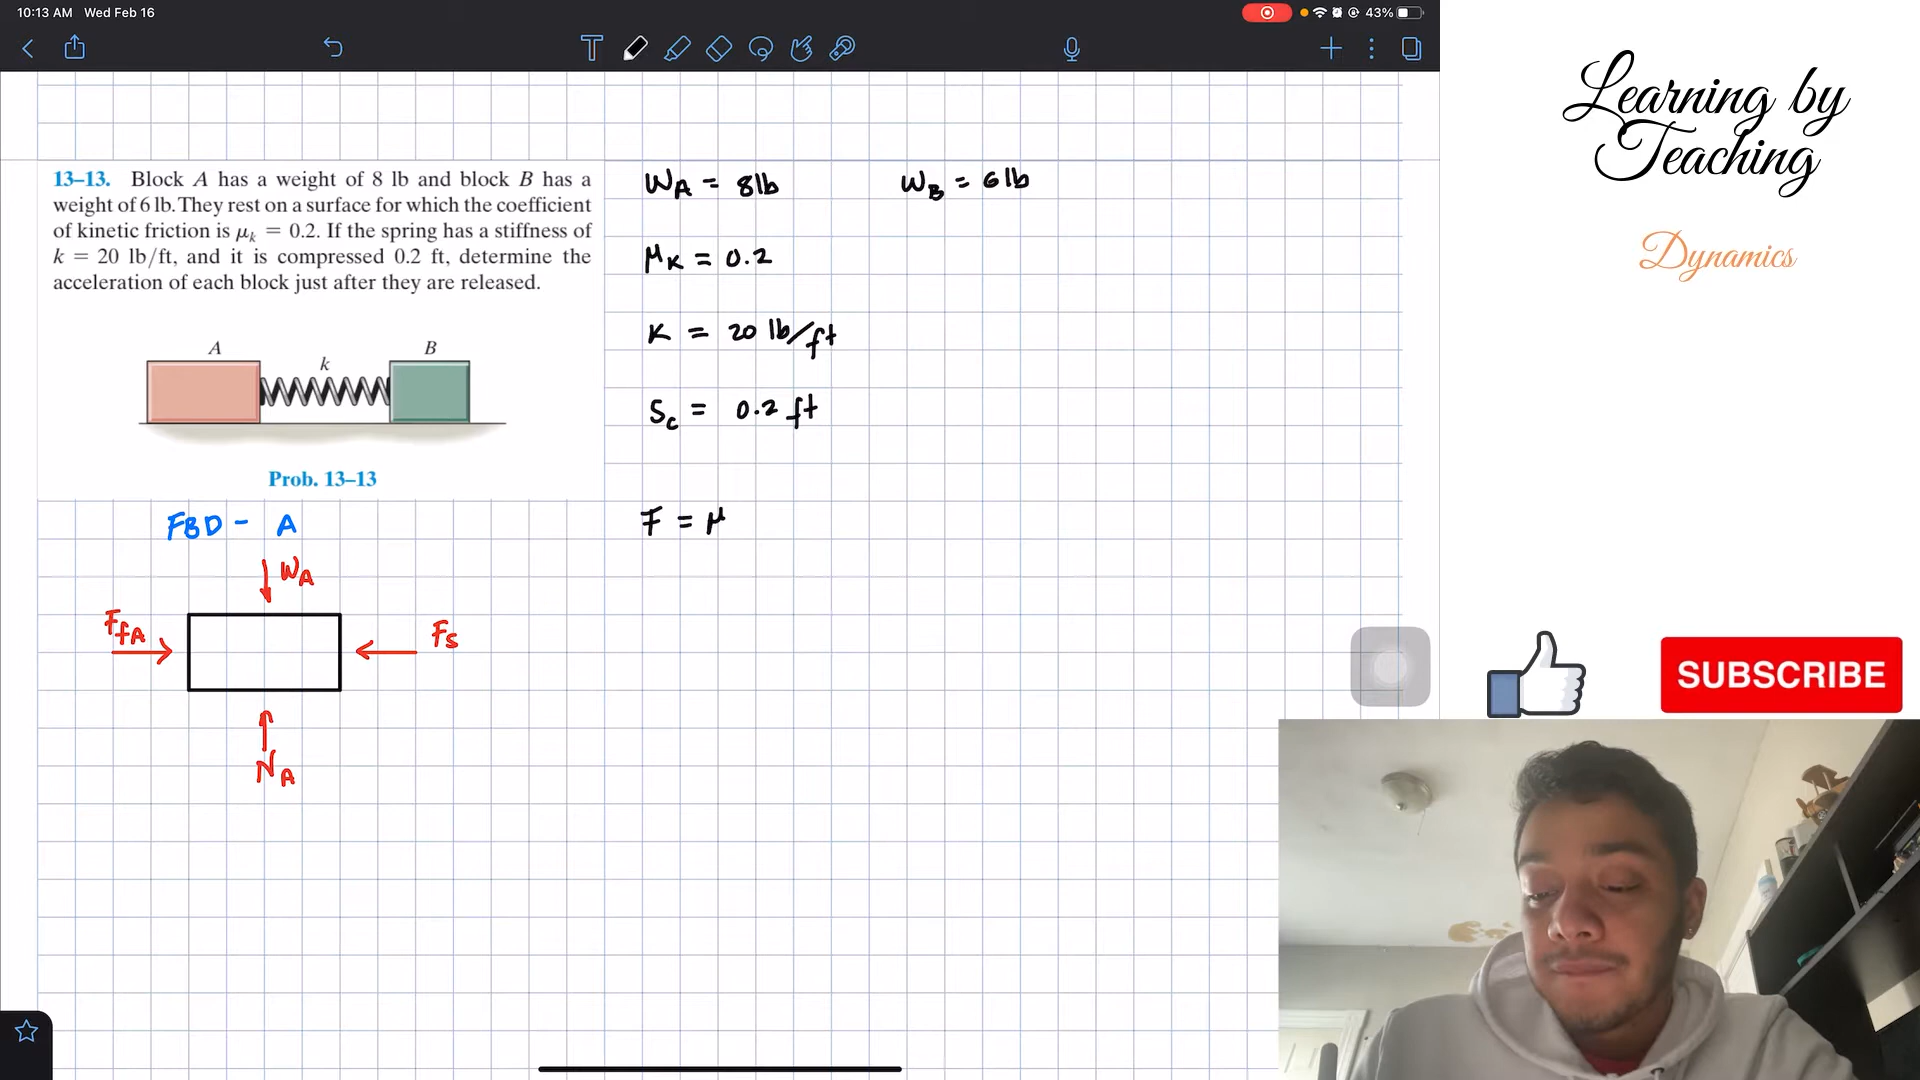 10:13 AM Wed Feb 16
43%
T
13–13. Block A has a weight of 8 lb and block B has a
weight of 6 lb. They rest on a surface for which the coefficient
of kinetic friction is μk = 0.2. If the spring has a stiffness of
k = 20 lb/ft, and it is compressed 0.2 ft, determine the
acceleration of each block just after they are released.
A
k
B
Prob. 13–13
WA = 8lb
WB = 6lb
μK = 0.2
K = 20 lb/ft
Sc = 0.2 ft
F = μ
FBD - A
WA
FfA
Fs
NA
Learning by
Teaching
Dynamics
SUBSCRIBE